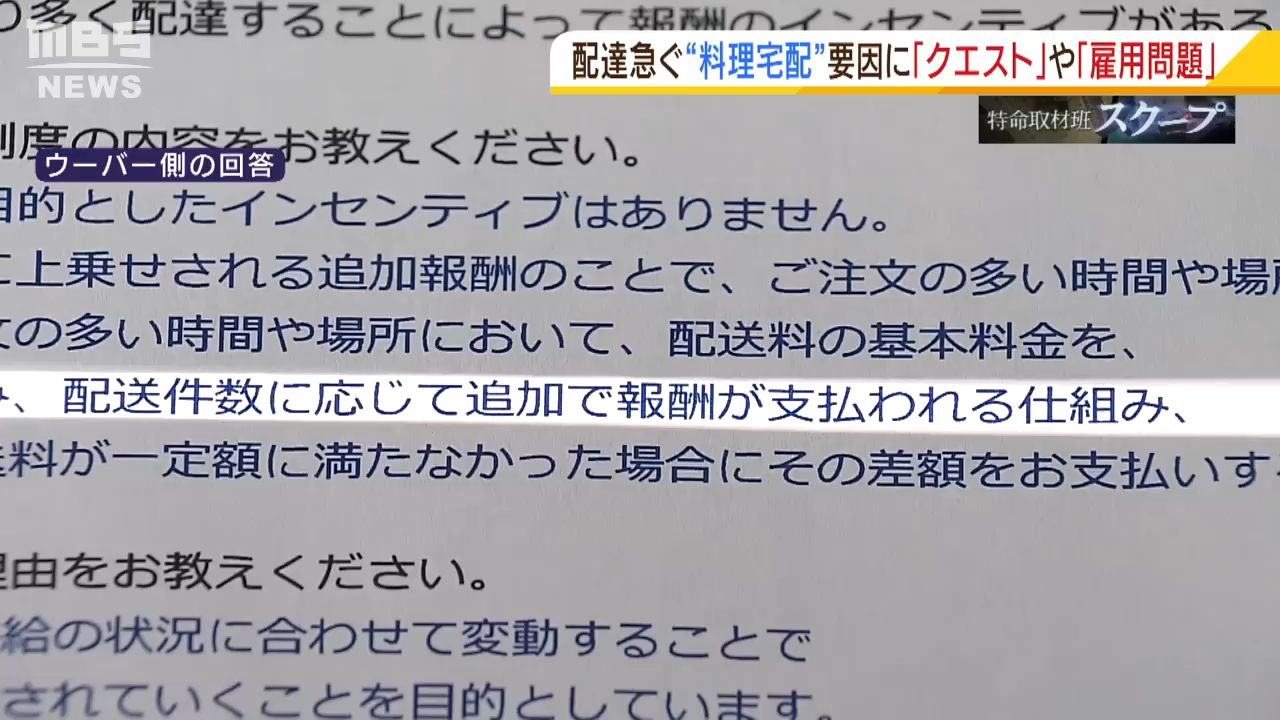 り多く配達することによって報酬のインセンティブがある
MBS
NEWS
配達急ぐ“料理宅配”要因に「クエスト」や「雇用問題」
特命取材班 スクープ
制度の内容をお教えください。
ウーバー側の回答
目的としたインセンティブはありません。
に上乗せされる追加報酬のことで、ご注文の多い時間や場所
文の多い時間や場所において、配送料の基本料金を、
み、配送件数に応じて追加で報酬が支払われる仕組み、
送料が一定額に満たなかった場合にその差額をお支払いする
理由をお教えください。
給の状況に合わせて変動することで
されていくことを目的としています。